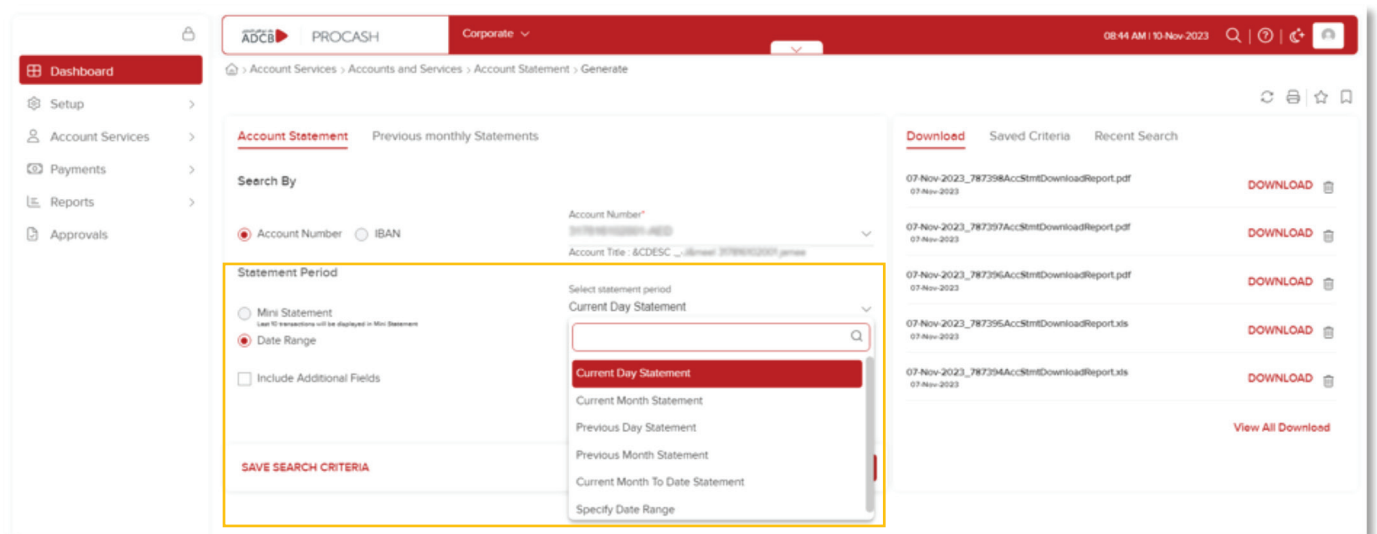 ADCB
PROCASH
Corporate
08:44 AM | 10-Nov-2023
Dashboard
Setup
Account Services
Payments
Reports
Approvals
> Account Services > Accounts and Services > Account Statement > Generate
Account Statement
Previous monthly Statements
Search By
Account Number
IBAN
Account Number*
Account Title : &CDESC
Statement Period
Mini Statement
Last 10 transactions will be displayed in Mini Statement
Date Range
Include Additional Fields
Select statement period
Current Day Statement
Current Day Statement
Current Month Statement
Previous Day Statement
Previous Month Statement
Current Month To Date Statement
Specify Date Range
SAVE SEARCH CRITERIA
Download
Saved Criteria
Recent Search
07-Nov-2023_787398AccStmtDownloadReport.pdf
07-Nov-2023
DOWNLOAD
07-Nov-2023_787397AccStmtDownloadReport.pdf
07-Nov-2023
DOWNLOAD
07-Nov-2023_787396AccStmtDownloadReport.pdf
07-Nov-2023
DOWNLOAD
07-Nov-2023_787395AccStmtDownloadReport.xls
07-Nov-2023
DOWNLOAD
07-Nov-2023_787394AccStmtDownloadReport.xls
07-Nov-2023
DOWNLOAD
View All Download